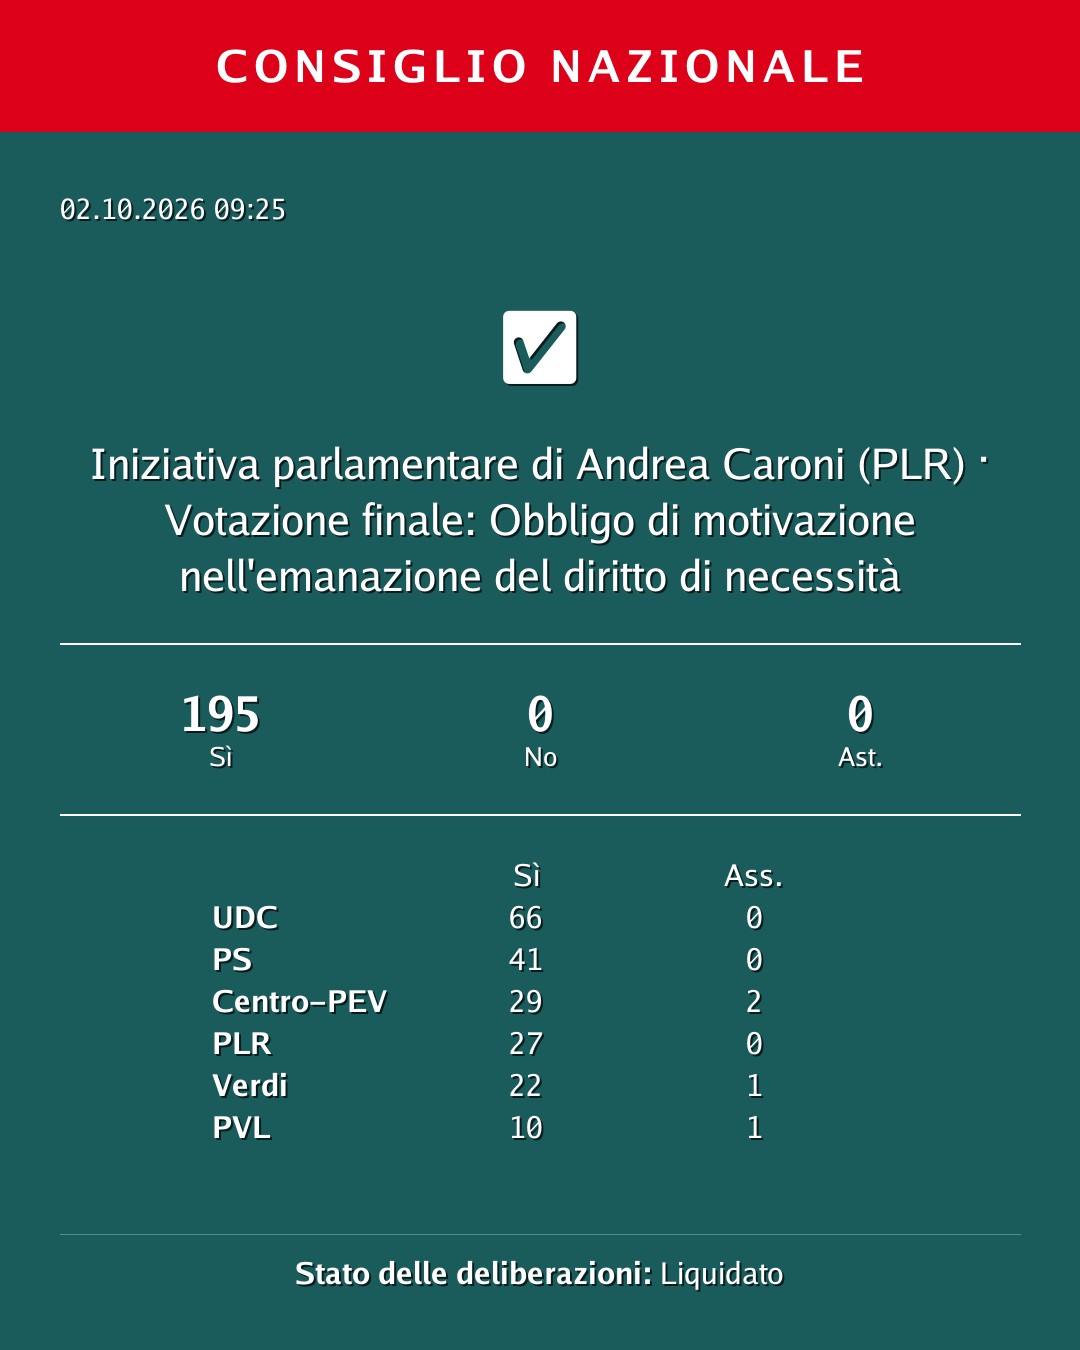 CONSIGLIO NAZIONALE
02.10.2026 09:25
Iniziativa parlamentare di Andrea Caroni (PLR) ·
Votazione finale: Obbligo di motivazione
nell'emanazione del diritto di necessità
195 0 0
Sì No Ast.
Sì Ass.
UDC 66 0
PS 41 0
Centro-PEV 29 2
PLR 27 0
Verdi 22 1
PVL 10 1
Stato delle deliberazioni: Liquidato